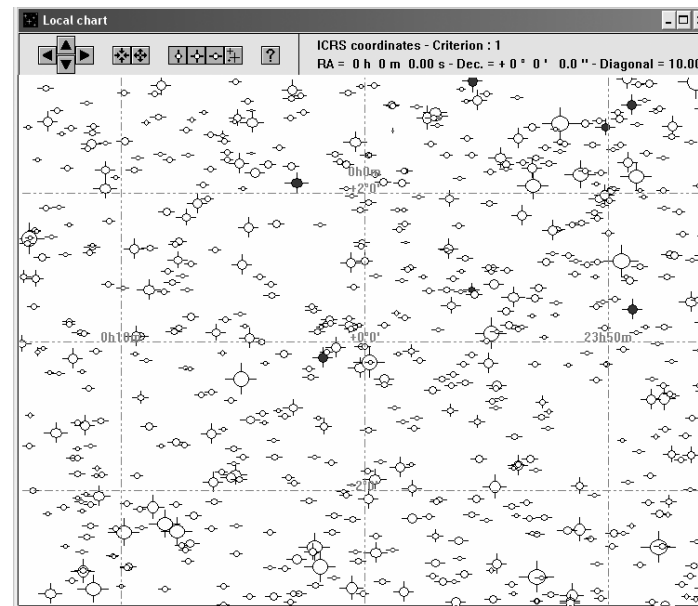 Local chart
?
ICRS coordinates - Criterion : 1
RA = 0 h 0 m 0.00 s - Dec. = + 0 ° 0 ' 0.0 " - Diagonal = 10.00
0h0m
+2°0'
0h10m
+0°0'
23h50m
-2°0'